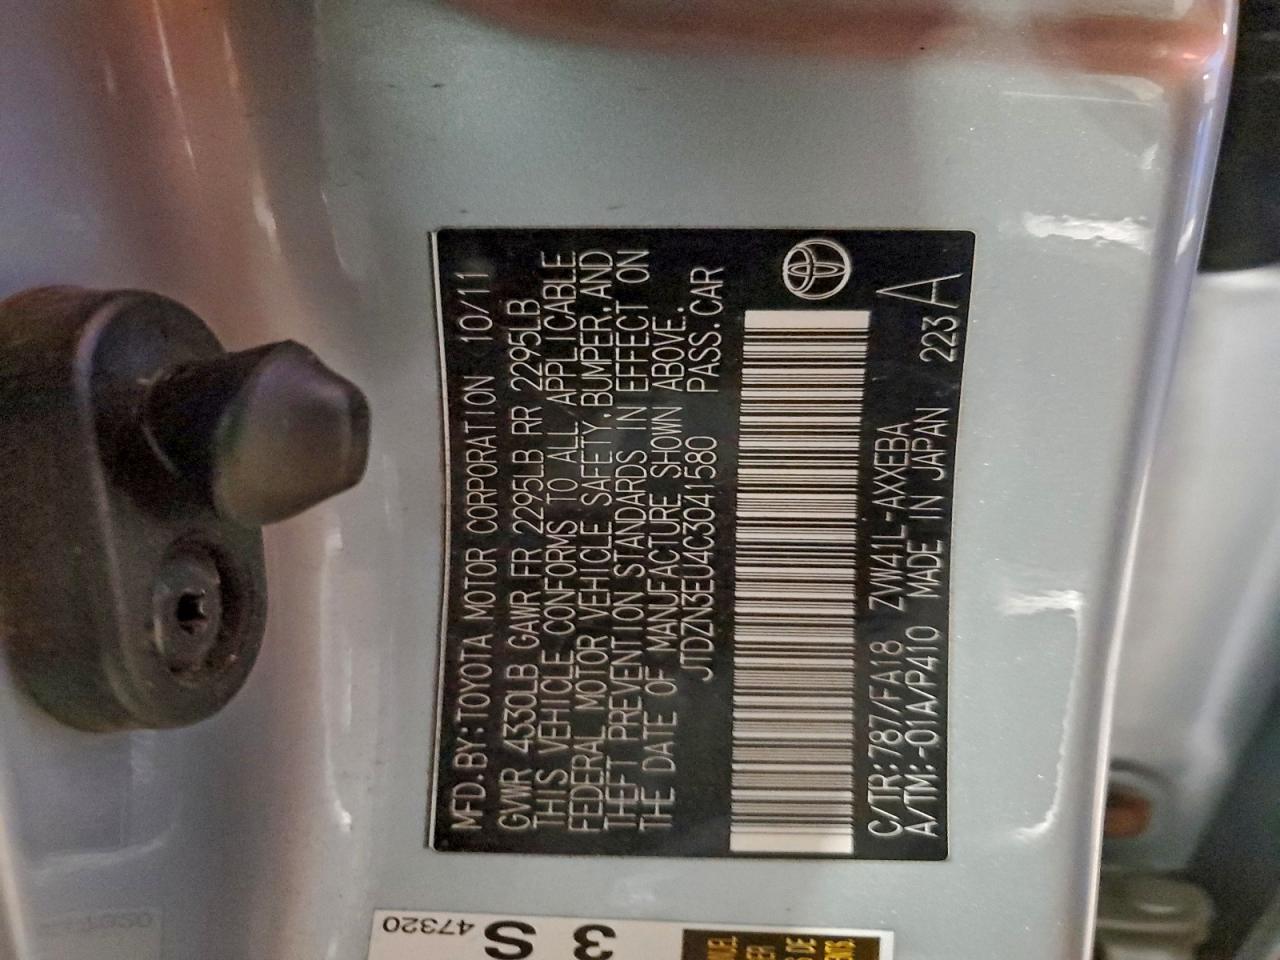 MFD.BY:TOYOTA MOTOR CORPORATION 10/11
GVWR 4330LB GAWR FR 2295LB RR 2295LB
THIS VEHICLE CONFORMS TO ALL APPLICABLE
FEDERAL MOTOR VEHICLE SAFETY,BUMPER,AND
THEFT PREVENTION STANDARDS IN EFFECT ON
THE DATE OF MANUFACTURE SHOWN ABOVE.
JTDZN3EU4C3041580 PASS.CAR
C/TR:787/FA18 ZW41L-AXXEBA
A/TM:-01A/P410 MADE IN JAPAN 223 A
47320
S 3